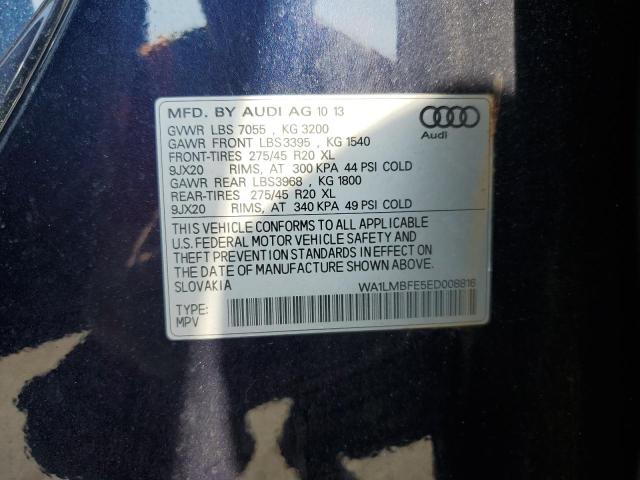 MFD. BY AUDI AG 10 13
GVWR LBS 7055 , KG 3200
GAWR FRONT LBS3395 , KG 1540
FRONT-TIRES 275/45 R20 XL
9JX20 RIMS, AT 300 KPA 44 PSI COLD
GAWR REAR LBS3968 , KG 1800
REAR-TIRES 275/45 R20 XL
9JX20 RIMS, AT 340 KPA 49 PSI COLD
Audi
THIS VEHICLE CONFORMS TO ALL APPLICABLE
U.S. FEDERAL MOTOR VEHICLE SAFETY AND
THEFT PREVENTION STANDARDS IN EFFECT ON
THE DATE OF MANUFACTURE SHOWN ABOVE.
SLOVAKIA WA1LMBFE5ED008816
TYPE:
MPV